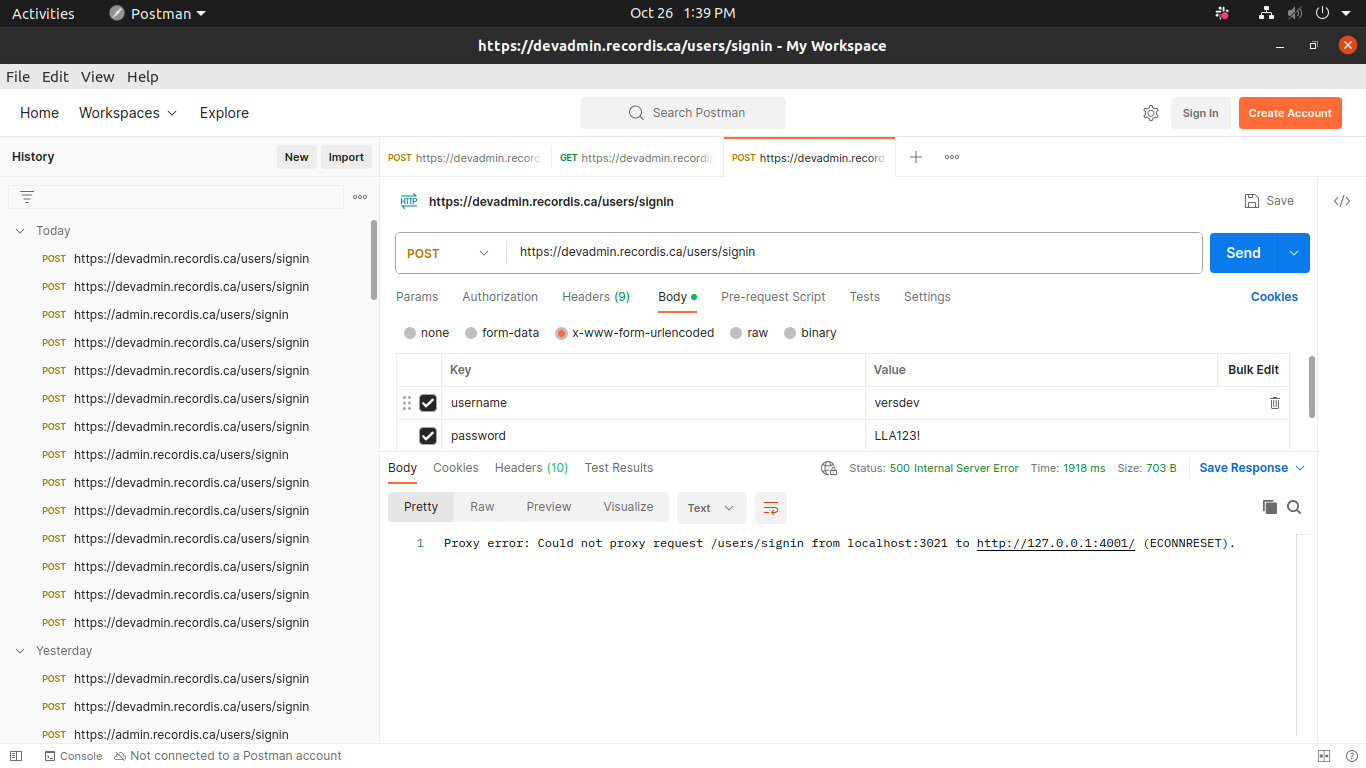 Activities Postman Oct 26 1:39 PM
https://devadmin.recordis.ca/users/signin - My Workspace
File Edit View Help
Home Workspaces Explore Search Postman Sign In Create Account
History New Import
POST https://devadmin.record GET https://devadmin.recordis POST https://devadmin.record
HTTP https://devadmin.recordis.ca/users/signin Save
Today
POST https://devadmin.recordis.ca/users/signin
POST https://devadmin.recordis.ca/users/signin
POST https://admin.recordis.ca/users/signin
POST https://devadmin.recordis.ca/users/signin
POST https://devadmin.recordis.ca/users/signin
POST https://devadmin.recordis.ca/users/signin
POST https://devadmin.recordis.ca/users/signin
POST https://admin.recordis.ca/users/signin
POST https://devadmin.recordis.ca/users/signin
POST https://devadmin.recordis.ca/users/signin
POST https://devadmin.recordis.ca/users/signin
POST https://devadmin.recordis.ca/users/signin
POST https://devadmin.recordis.ca/users/signin
POST https://devadmin.recordis.ca/users/signin
Yesterday
POST https://devadmin.recordis.ca/users/signin
POST https://devadmin.recordis.ca/users/signin
POST https://admin.recordis.ca/users/signin
POST https://devadmin.recordis.ca/users/signin Send
Params Authorization Headers (9) Body Pre-request Script Tests Settings Cookies
none form-data x-www-form-urlencoded raw binary
Key Value Bulk Edit
username versdev
password LLA123!
Body Cookies Headers (10) Test Results Status: 500 Internal Server Error Time: 1918 ms Size: 703 B Save Response
Pretty Raw Preview Visualize Text
1 Proxy error: Could not proxy request /users/signin from localhost:3021 to http://127.0.0.1:4001/ (ECONNRESET).
Console Not connected to a Postman account